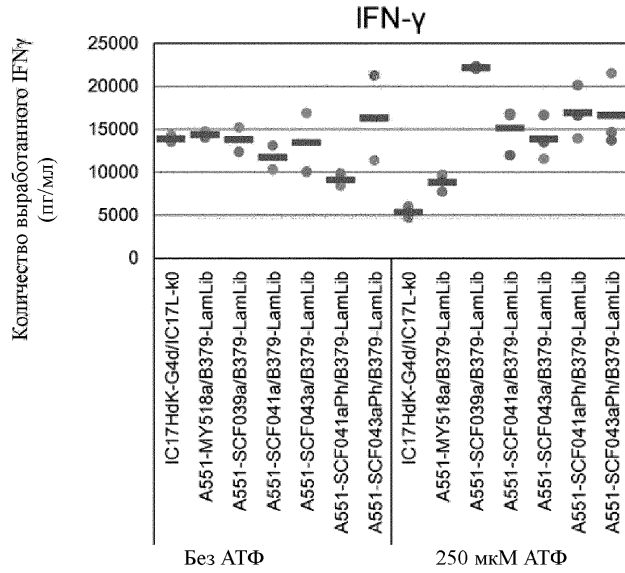 IFN-γ
Количество выработанного IFNγ
(пг/мл)
25000
20000
15000
10000
5000
0
IC17HdK-G4d/IC17L-k0
A551-MY518a/B379-LamLib
A551-SCF039a/B379-LamLib
A551-SCF041a/B379-LamLib
A551-SCF043a/B379-LamLib
A551-SCF041aPh/B379-LamLib
A551-SCF043aPh/B379-LamLib
IC17HdK-G4d/IC17L-k0
A551-MY518a/B379-LamLib
A551-SCF039a/B379-LamLib
A551-SCF041a/B379-LamLib
A551-SCF043a/B379-LamLib
A551-SCF041aPh/B379-LamLib
A551-SCF043aPh/B379-LamLib
Без АТФ
250 мкМ АТФ